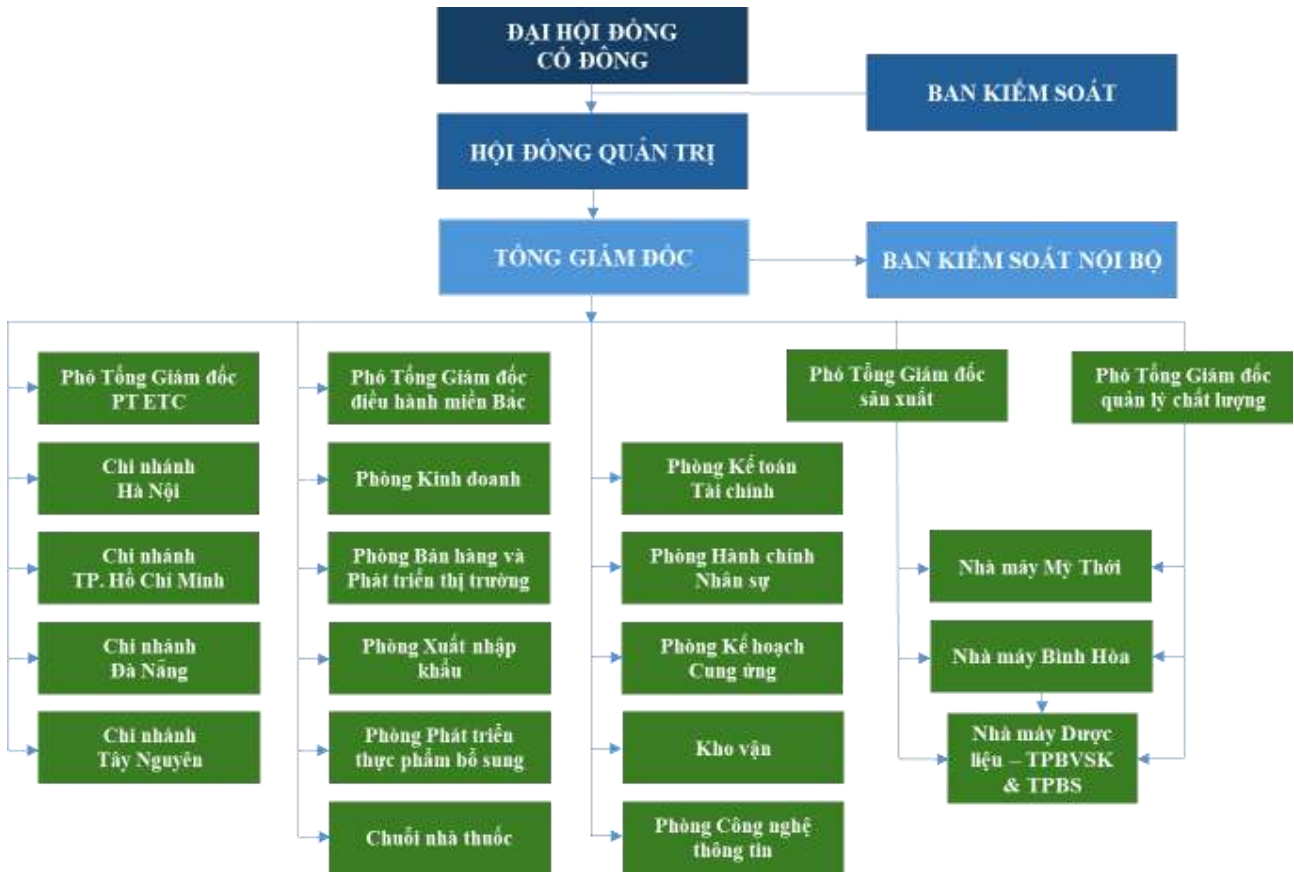 ĐẠI HỘI ĐỒNG
CỔ ĐÔNG
BAN KIỂM SOÁT
HỘI ĐỒNG QUẢN TRỊ
TỔNG GIÁM ĐỐC
BAN KIỂM SOÁT NỘI BỘ
Phó Tổng Giám đốc
PT ETC
Chi nhánh
Hà Nội
Chi nhánh
TP. Hồ Chí Minh
Chi nhánh
Đà Nẵng
Chi nhánh
Tây Nguyên
Phó Tổng Giám đốc
điều hành miền Bắc
Phòng Kinh doanh
Phòng Bán hàng và
Phát triển thị trường
Phòng Xuất nhập
khẩu
Phòng Phát triển
thực phẩm bổ sung
Chuỗi nhà thuốc
Phòng Kế toán
Tài chính
Phòng Hành chính
Nhân sự
Phòng Kế hoạch
Cung ứng
Kho vận
Phòng Công nghệ
thông tin
Phó Tổng Giám đốc
sản xuất
Phó Tổng Giám đốc
quản lý chất lượng
Nhà máy Mỹ Thới
Nhà máy Bình Hòa
Nhà máy Dược
liệu – TPBVSK
& TPBS